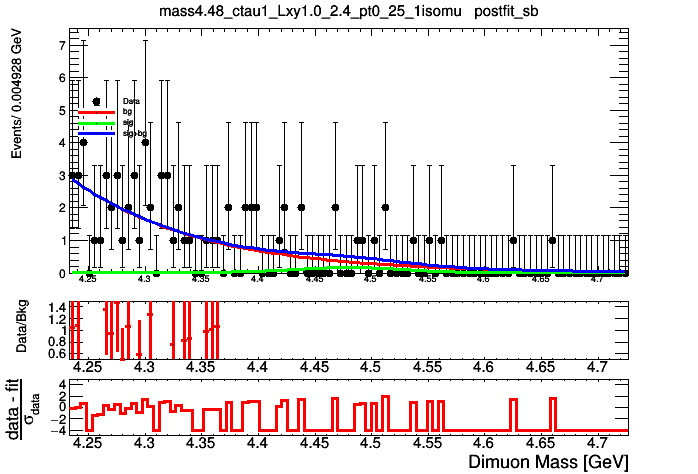 mass4.48_ctau1_Lxy1.0_2.4_pt0_25_1isomu postfit_sb
Events/ 0.004928 GeV
7
6
5
4
3
2
1
0
Data
bg
sig
sig+bg
4.25 4.3 4.35 4.4 4.45 4.5 4.55 4.6 4.65 4.7
Data/Bkg
1.4
1.2
1
0.8
0.6
4.25 4.3 4.35 4.4 4.45 4.5 4.55 4.6 4.65 4.7
data - fit
σdata
4
2
0
−2
−4
4.25 4.3 4.35 4.4 4.45 4.5 4.55 4.6 4.65 4.7
Dimuon Mass [GeV]